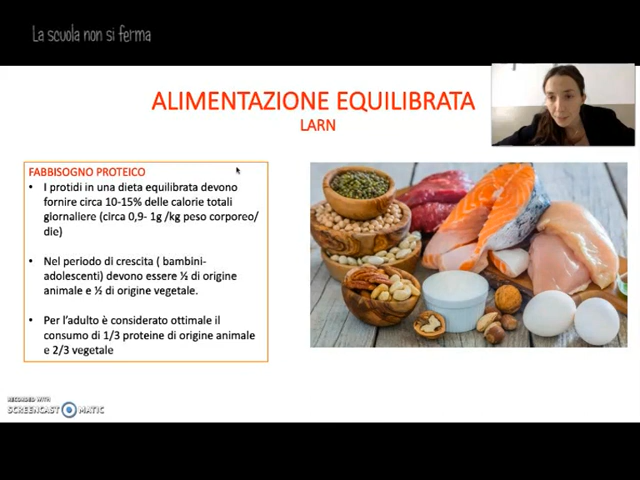 La scuola non si ferma
ALIMENTAZIONE EQUILIBRATA
LARN
FABBISOGNO PROTEICO
• I protidi in una dieta equilibrata devono
fornire circa 10-15% delle calorie totali
giornaliere (circa 0,9- 1g /kg peso corporeo/
die)
• Nel periodo di crescita ( bambini-
adolescenti) devono essere ½ di origine
animale e ½ di origine vegetale.
• Per l'adulto è considerato ottimale il
consumo di 1/3 proteine di origine animale
e 2/3 vegetale
RECORDED WITH
SCREENCAST MATIC